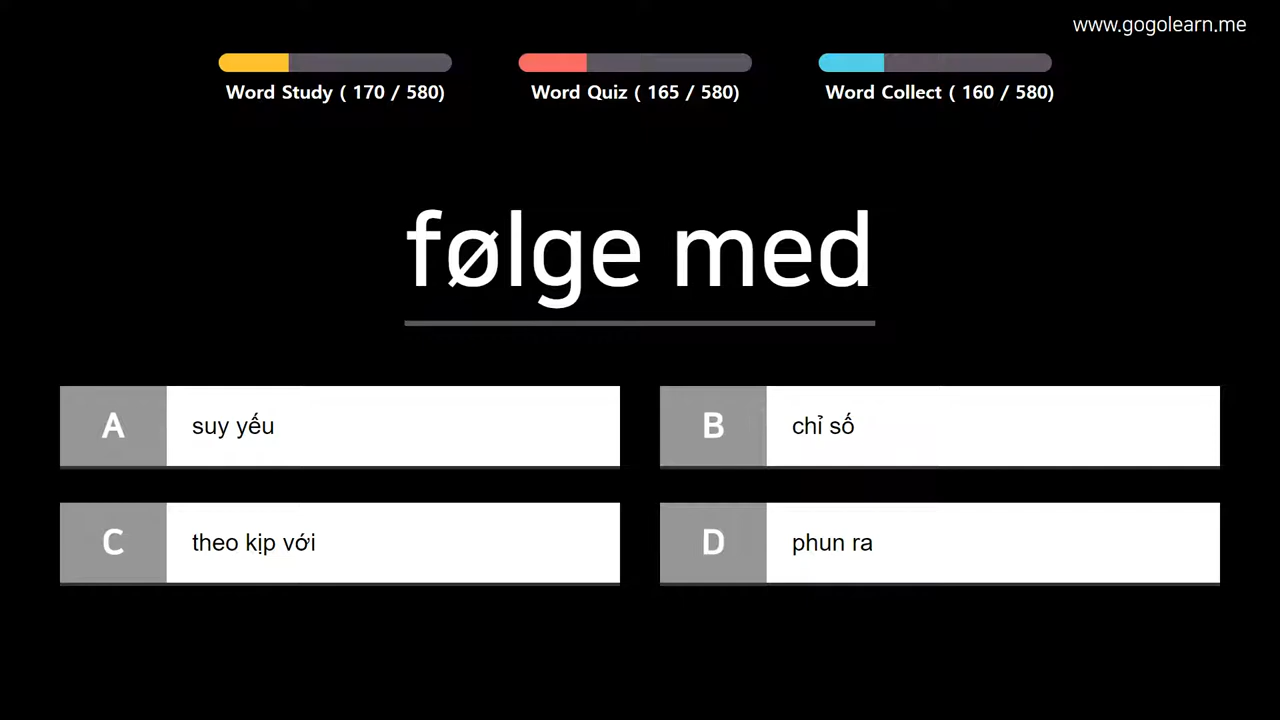 www.gogolearn.me
Word Study ( 170 / 580)
Word Quiz ( 165 / 580)
Word Collect ( 160 / 580)
følge med
A suy yếu
B chỉ số
C theo kịp với
D phun ra